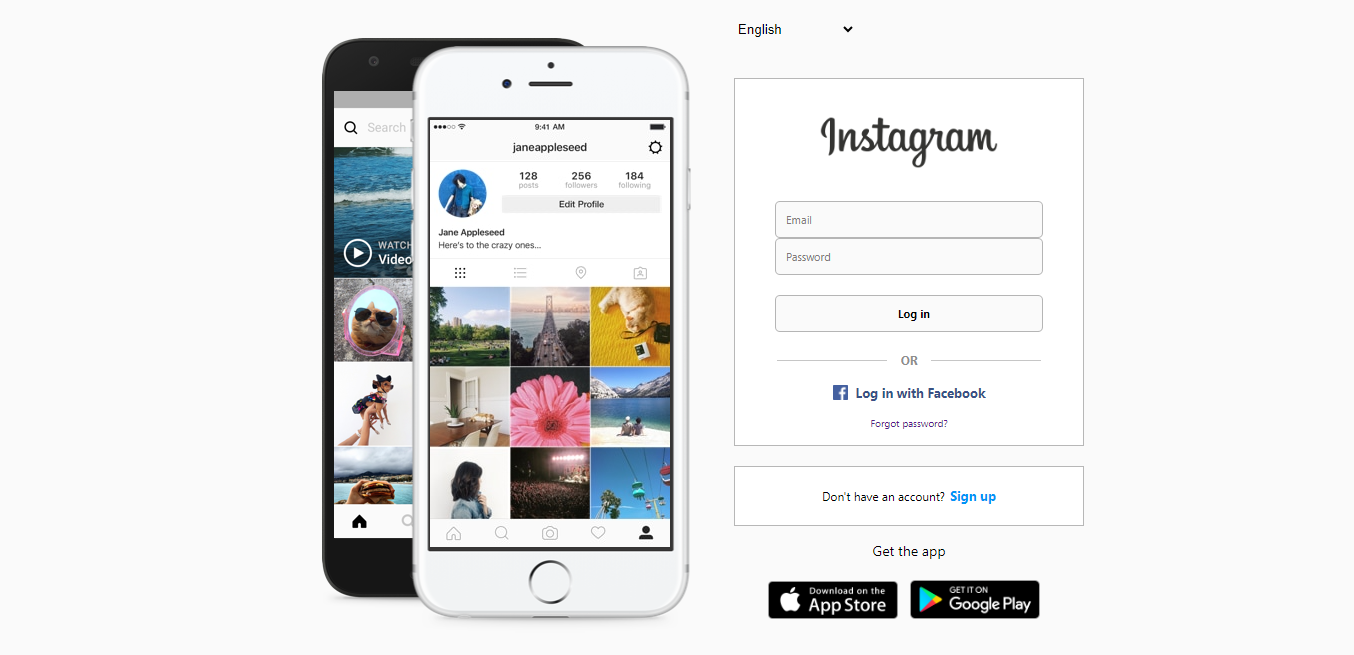 English
Search
WATCH
Video
9:41 AM
janeappleseed
128 256 184
posts followers following
Edit Profile
Jane Appleseed
Here's to the crazy ones...
Instagram
Email
Password
Log in
OR
Log in with Facebook
Forgot password?
Don't have an account? Sign up
Get the app
Download on the
App Store
GET IT ON
Google Play